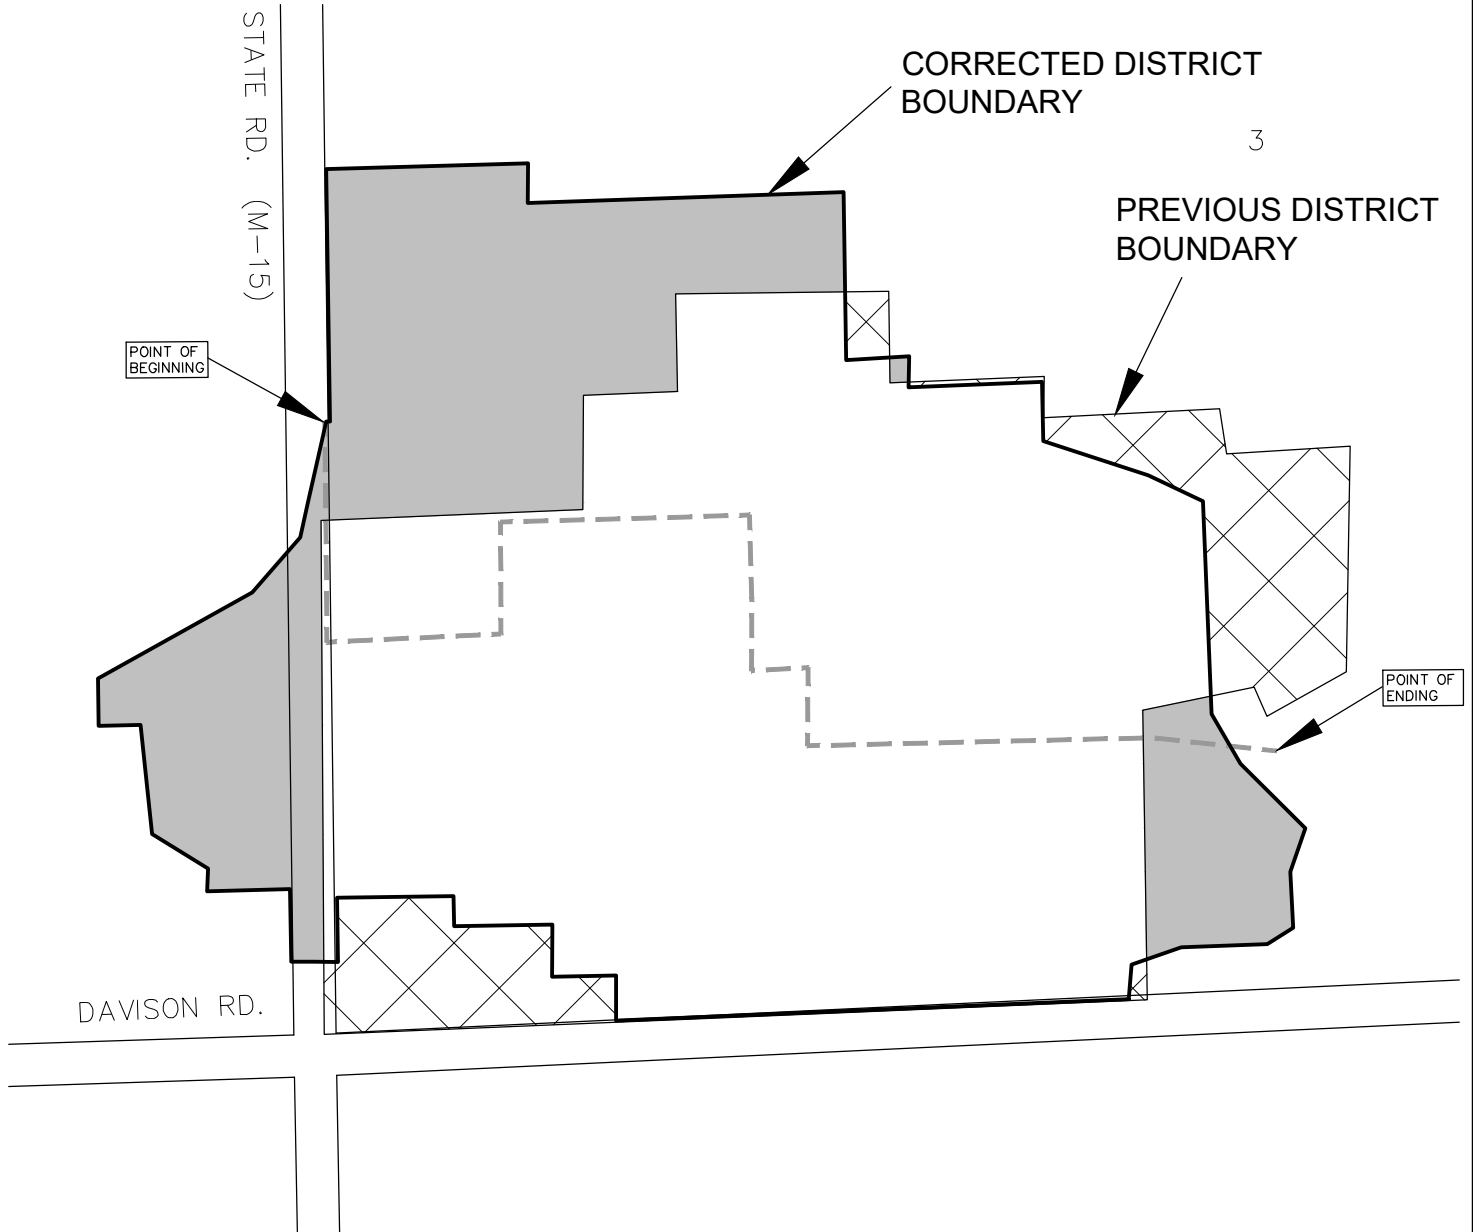 STATE RD. (M-15)
CORRECTED DISTRICT
BOUNDARY
3
PREVIOUS DISTRICT
BOUNDARY
POINT OF
BEGINNING
POINT OF
ENDING
DAVISON RD.